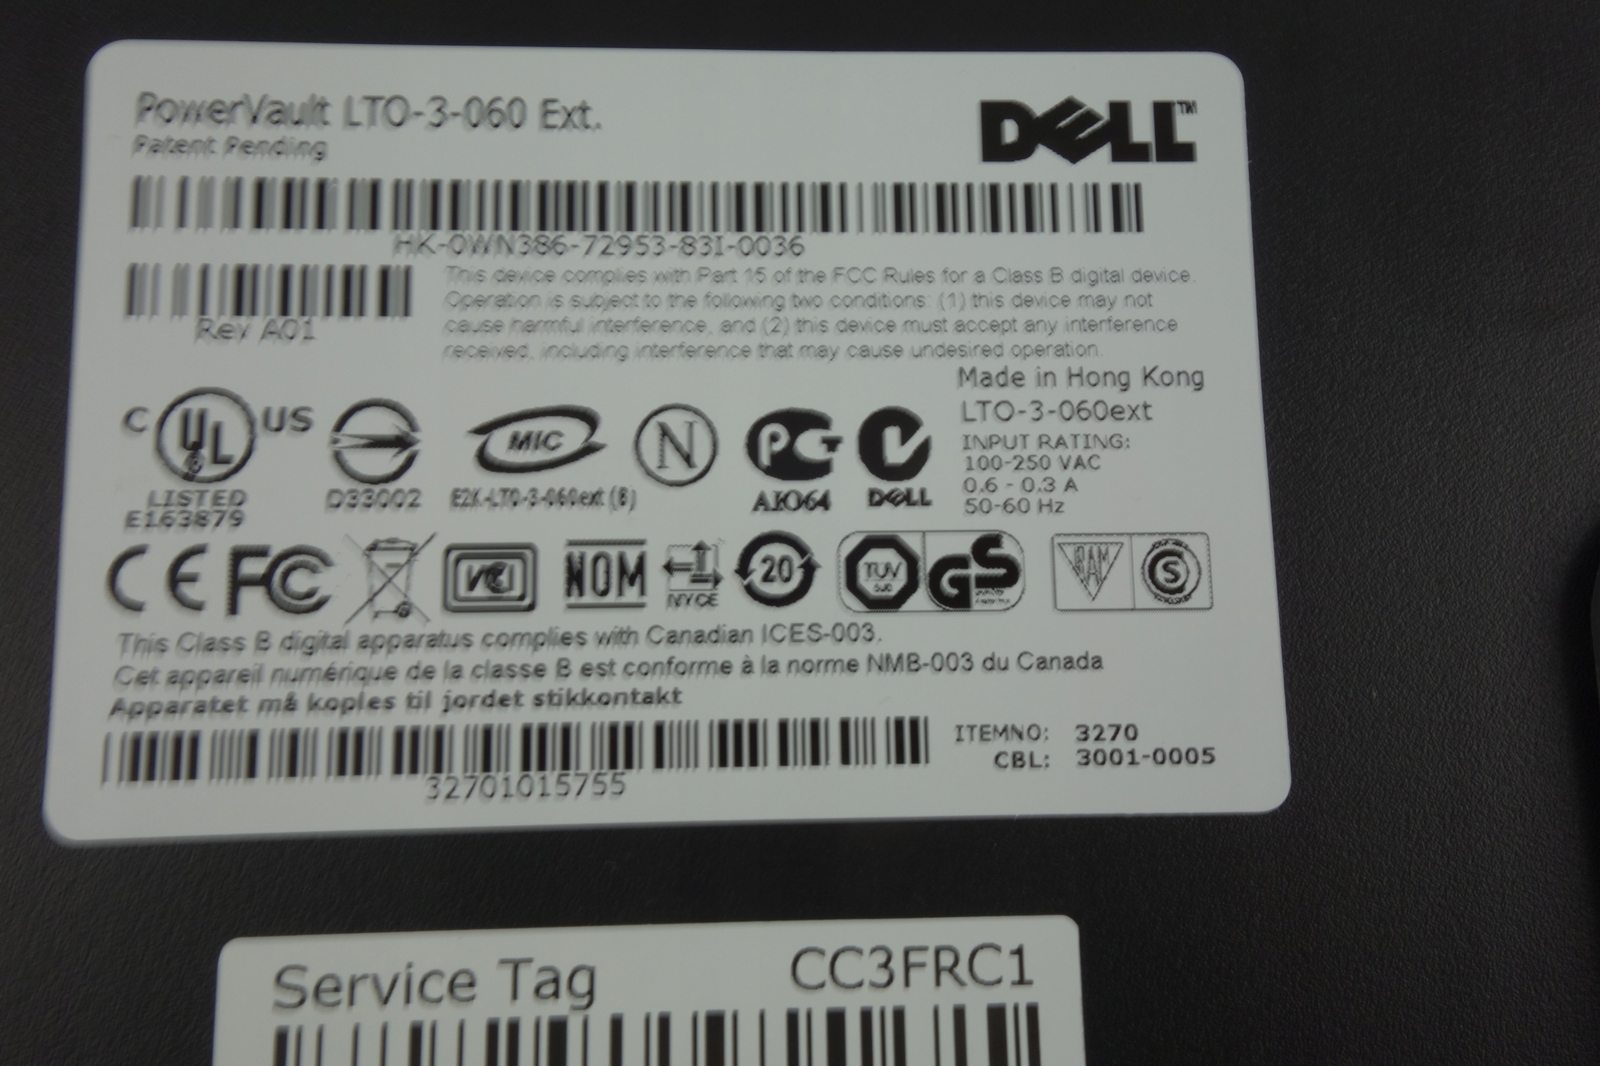 PowerVault LTO-3-060 Ext.
Patent Pending
DELL™
HK-0WN386-72953-83I-0036
Rev A01
This device complies with Part 15 of the FCC Rules for a Class B digital device.
Operation is subject to the following two conditions: (1) this device may not
cause harmful interference, and (2) this device must accept any interference
received, including interference that may cause undesired operation.
Made in Hong Kong
LTO-3-060ext
INPUT RATING:
100-250 VAC
0.6 - 0.3 A
50-60 Hz
C UL US
LISTED
E163879
D33002
MIC
E2K-LTO-3-060ext (B)
N
PCT
DELL
CE FC
VCI
NOM
NYCE
20
TUV
GS
S
This Class B digital apparatus complies with Canadian ICES-003.
Cet appareil numérique de la classe B est conforme à la norme NMB-003 du Canada
Apparatet må koples til jordet stikkontakt
32701015755
ITEMNO: 3270
CBL: 3001-0005
Service Tag CC3FRC1